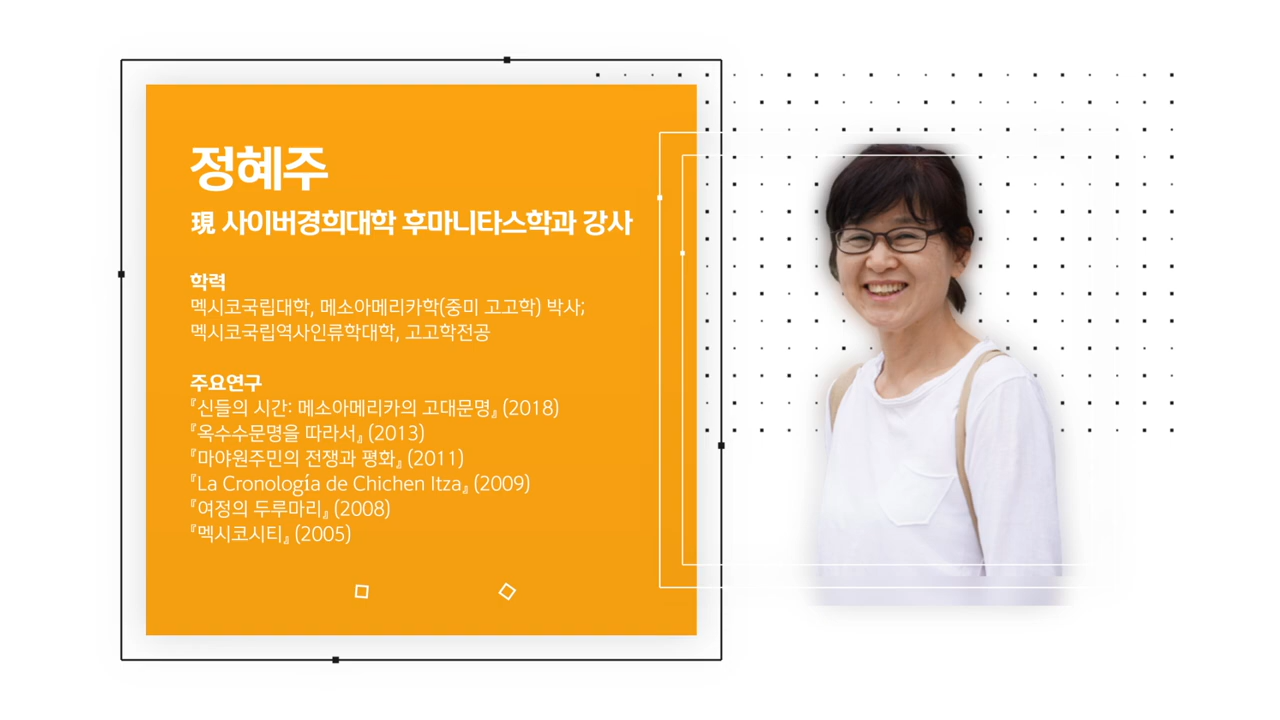 정혜주
現 사이버경희대학 후마니타스학과 강사
학력
멕시코국립대학, 메소아메리카학(중미 고고학) 박사;
멕시코국립역사인류학대학, 고고학전공
주요연구
『신들의 시간: 메소아메리카의 고대문명』 (2018)
『옥수수문명을 따라서』 (2013)
『마야원주민의 전쟁과 평화』 (2011)
『La Cronología de Chichen Itza』 (2009)
『여정의 두루마리』 (2008)
『멕시코시티』 (2005)